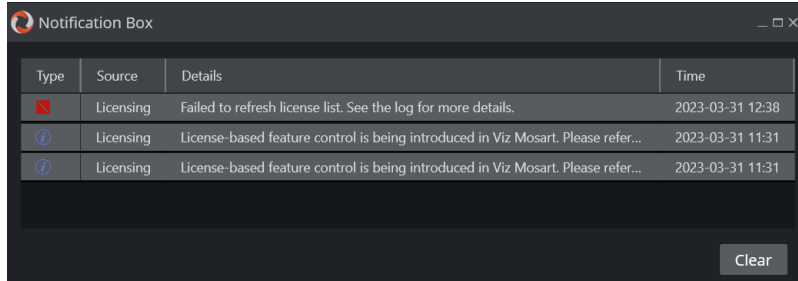 Notification Box
Type Source Details Time
Licensing Failed to refresh license list. See the log for more details. 2023-03-31 12:38
Licensing License-based feature control is being introduced in Viz Mosart. Please refer... 2023-03-31 11:31
Licensing License-based feature control is being introduced in Viz Mosart. Please refer... 2023-03-31 11:31
Clear